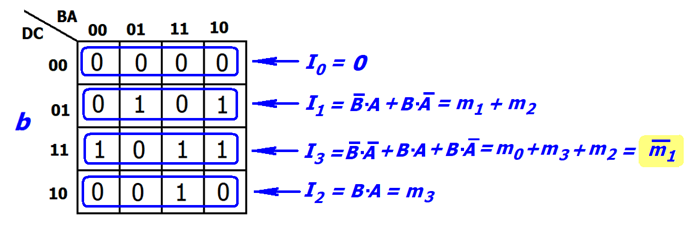 BA
DC 00 01 11 10
00 0 0 0 0 I₀ = 0
01 0 1 0 1 I₁ = B̅·A + B·A̅ = m₁ + m₂
b
11 1 0 1 1 I₃ = B̅·A̅ + B·A + B·A̅ = m₀ + m₃ + m₂ = m̅₁
10 0 0 1 0 I₂ = B·A = m₃